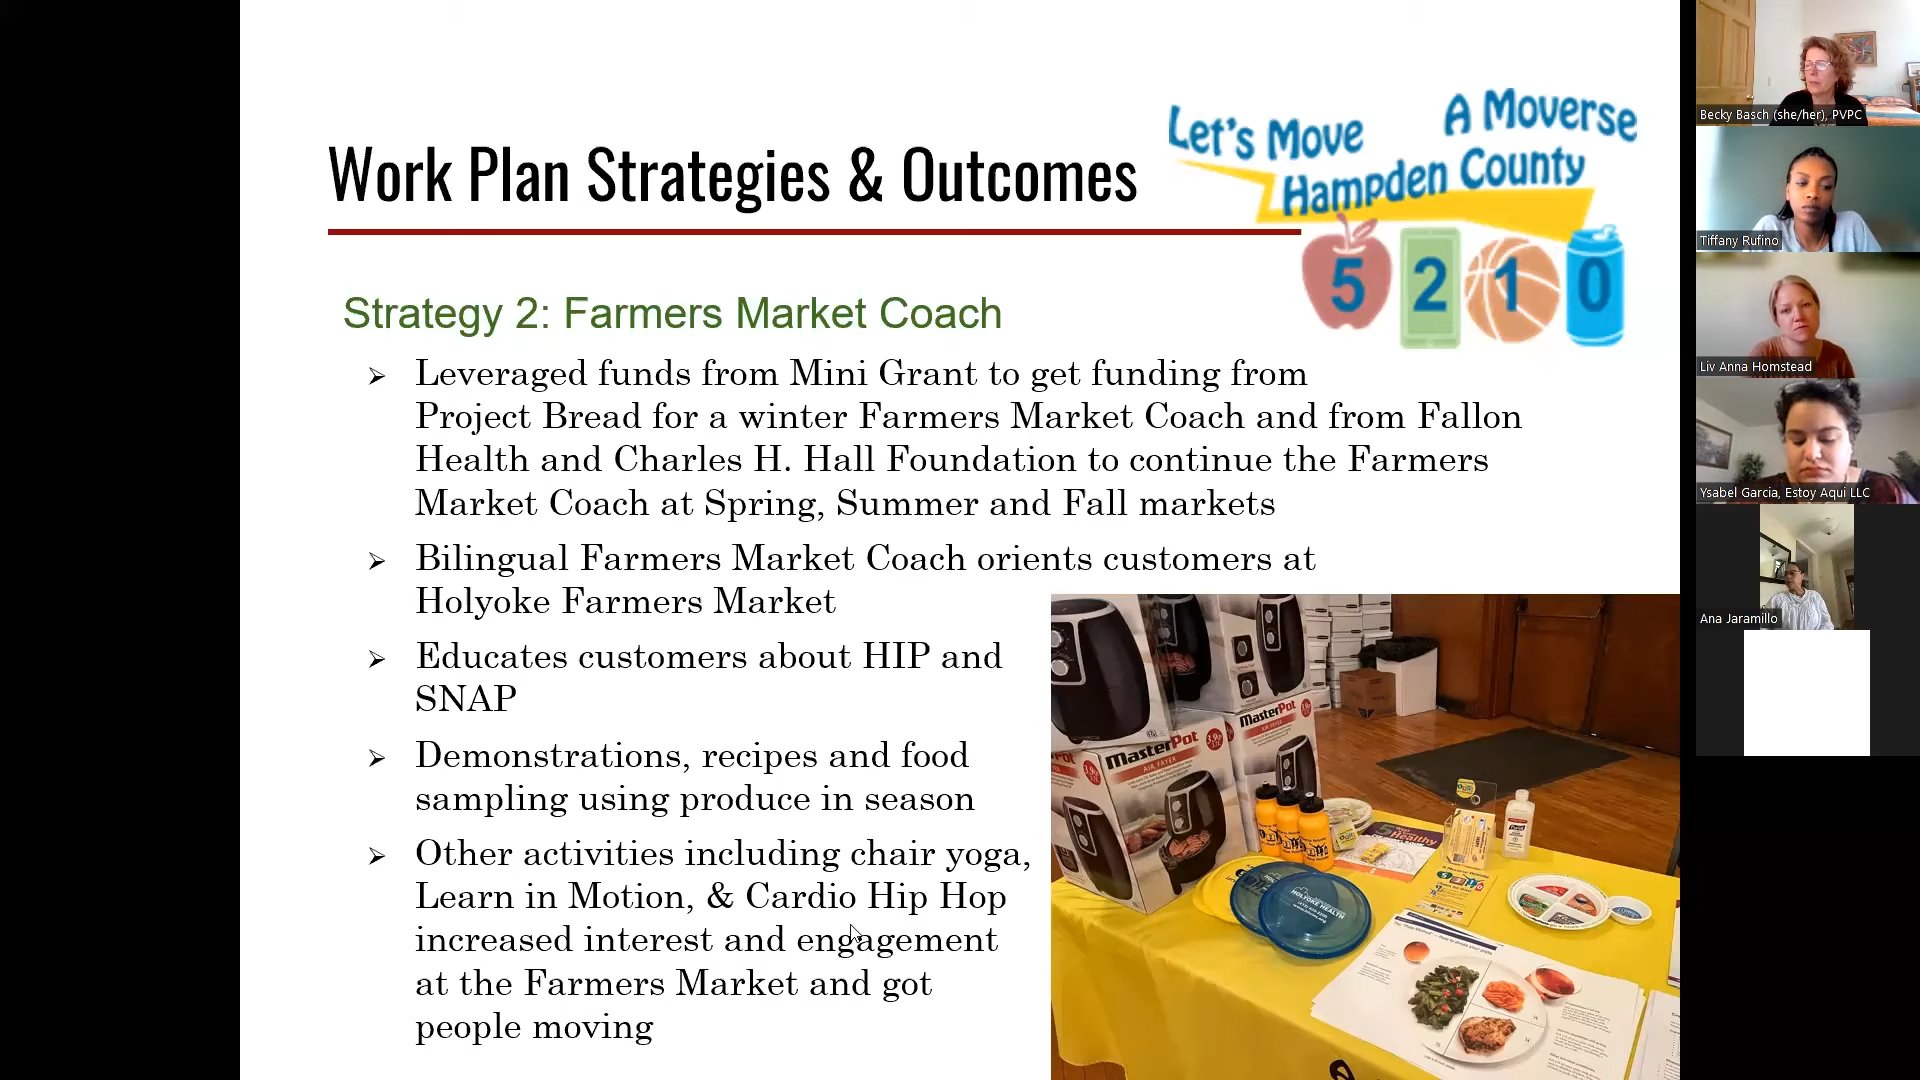 Work Plan Strategies & Outcomes
Let's Move
A Moverse
Hampden County
5 2 1 0
Strategy 2: Farmers Market Coach
➢ Leveraged funds from Mini Grant to get funding from
Project Bread for a winter Farmers Market Coach and from Fallon
Health and Charles H. Hall Foundation to continue the Farmers
Market Coach at Spring, Summer and Fall markets
➢ Bilingual Farmers Market Coach orients customers at
Holyoke Farmers Market
➢ Educates customers about HIP and
SNAP
➢ Demonstrations, recipes and food
sampling using produce in season
➢ Other activities including chair yoga,
Learn in Motion, & Cardio Hip Hop
increased interest and engagement
at the Farmers Market and got
people moving
MasterPot
AIR FRYER
MasterPot
HOLYOKE HEALTH
Healthy
Becky Basch (she/her), PVPC
Tiffany Rufino
Liv Anna Homstead
Ysabel Garcia, Estoy Aqui LLC
Ana Jaramillo